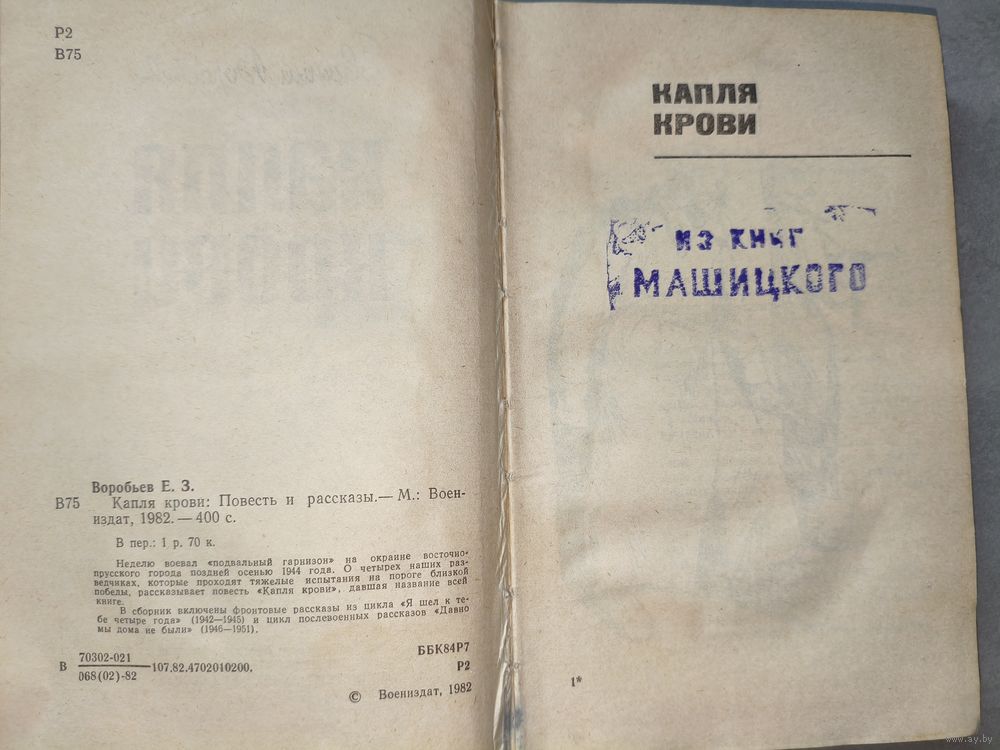 Р2
В75
Воробьев Е. З.
В75 Капля крови: Повесть и рассказы.— М.: Воен-
издат, 1982. — 400 с.
В пер.: 1 р. 70 к.
Неделю воевал «подвальный гарнизон» на окраине восточно-
прусского города поздней осенью 1944 года. О четырех наших раз-
ведчиках, которые проходят тяжелые испытания на пороге близкой
победы, рассказывает повесть «Капля крови», давшая название всей
книге.
В сборник включены фронтовые рассказы из цикла «Я шел к те-
бе четыре года» (1942—1945) и цикл послевоенных рассказов «Давно
мы дома не были» (1946—1951).
В 70302-021
068(02)-82 107.82.4702010200.
ББК84Р7
Р2
© Воениздат, 1982
КАПЛЯ
КРОВИ
ИЗ КНИГ
МАШИЦКОГО
1*
www.ay.by